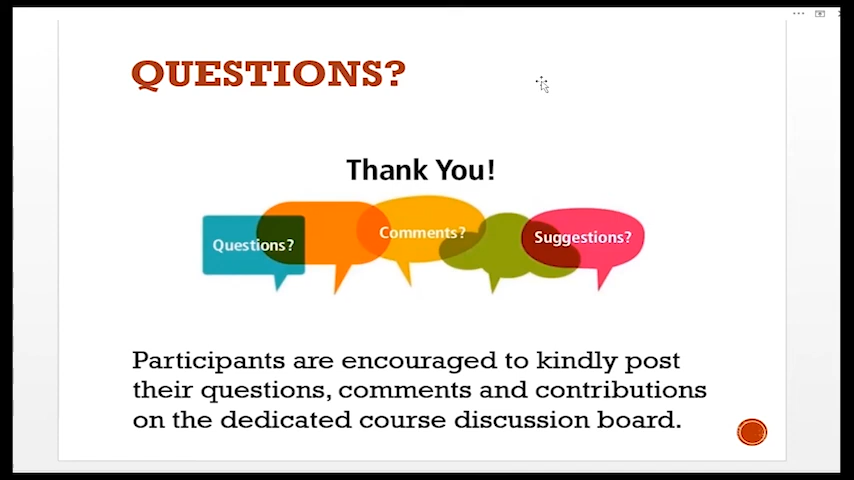 QUESTIONS?
Thank You!
Questions?
Comments?
Suggestions?
Participants are encouraged to kindly post
their questions, comments and contributions
on the dedicated course discussion board.